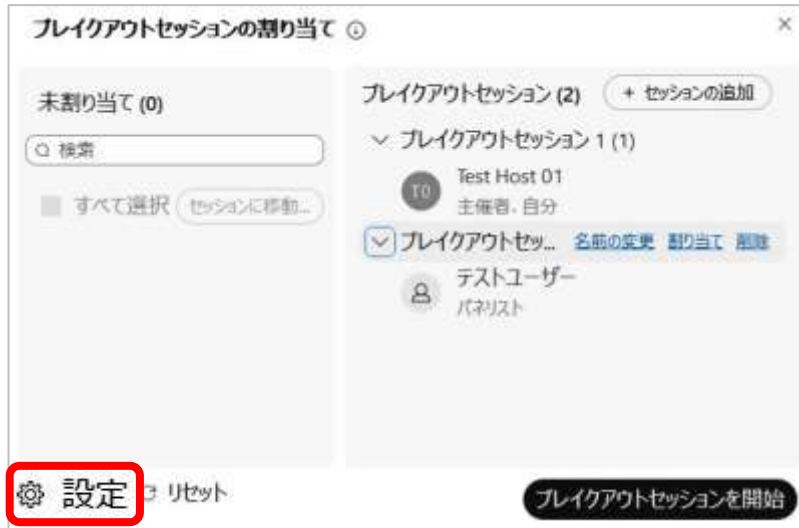 ブレイクアウトセッションの割り当て
未割り当て (0)
検索
すべて選択 セッションに移動...
ブレイクアウトセッション (2) + セッションの追加
ブレイクアウトセッション 1 (1)
TO
Test Host 01
主催者、自分
ブレイクアウトセッ... 名前の変更 割り当て 削除
テストユーザー
パネリスト
設定 リセット
ブレイクアウトセッションを開始